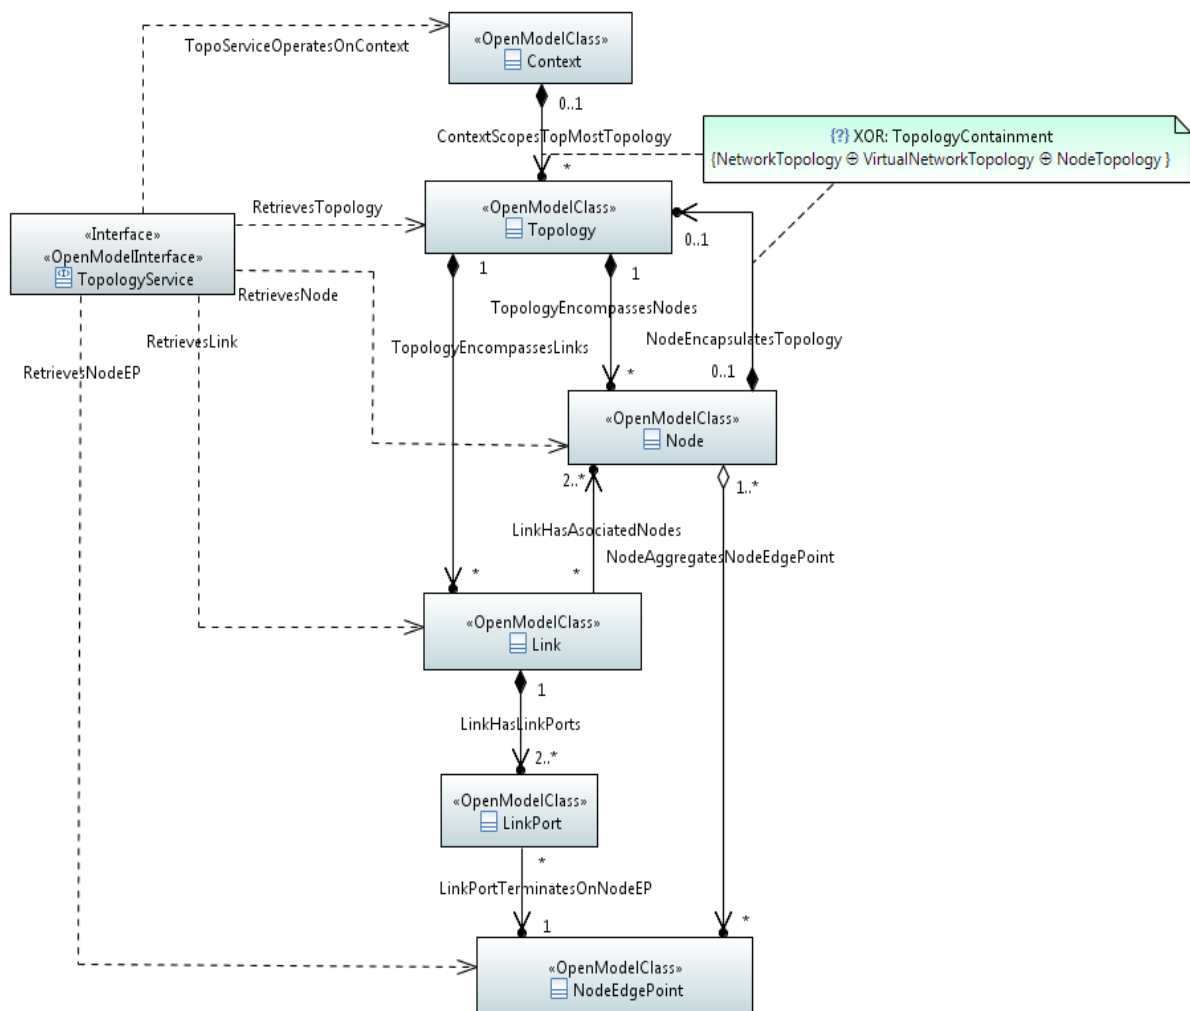 «OpenModelClass»
Context
TopoServiceOperatesOnContext
0..1
ContextScopesTopMostTopology
{?} XOR: TopologyContainment
{NetworkTopology ⊕ VirtualNetworkTopology ⊕ NodeTopology }
*
«OpenModelClass»
Topology
RetrievesTopology
0..1
«Interface»
«OpenModelInterface»
TopologyService
1
1
RetrievesNode
TopologyEncompassesNodes
RetrievesLink
TopologyEncompassesLinks
NodeEncapsulatesTopology
RetrievesNodeEP
*
0..1
«OpenModelClass»
Node
2..*
1..*
LinkHasAsociatedNodes
NodeAggregatesNodeEdgePoint
*
*
«OpenModelClass»
Link
1
LinkHasLinkPorts
2..*
«OpenModelClass»
LinkPort
*
LinkPortTerminatesOnNodeEP
1
*
«OpenModelClass»
NodeEdgePoint